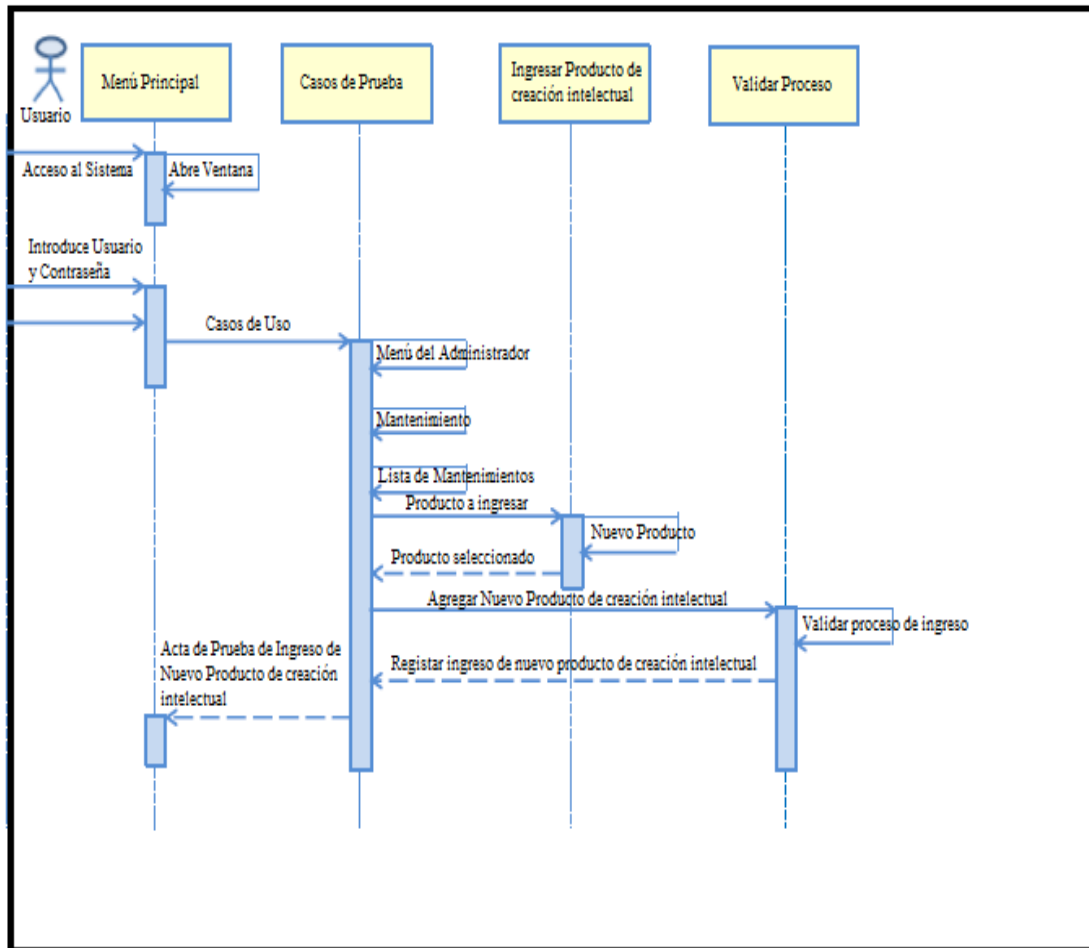 Usuario
Menú Principal
Casos de Prueba
Ingresar Producto de
creación intelectual
Validar Proceso
Acceso al Sistema
Abre Ventana
Introduce Usuario
y Contraseña
Casos de Uso
Menú del Administrador
Mantenimiento
Lista de Mantenimientos
Producto a ingresar
Nuevo Producto
Producto seleccionado
Agregar Nuevo Producto de creación intelectual
Validar proceso de ingreso
Acta de Prueba de Ingreso de
Nuevo Producto de creación
intelectual
Registar ingreso de nuevo producto de creación intelectual